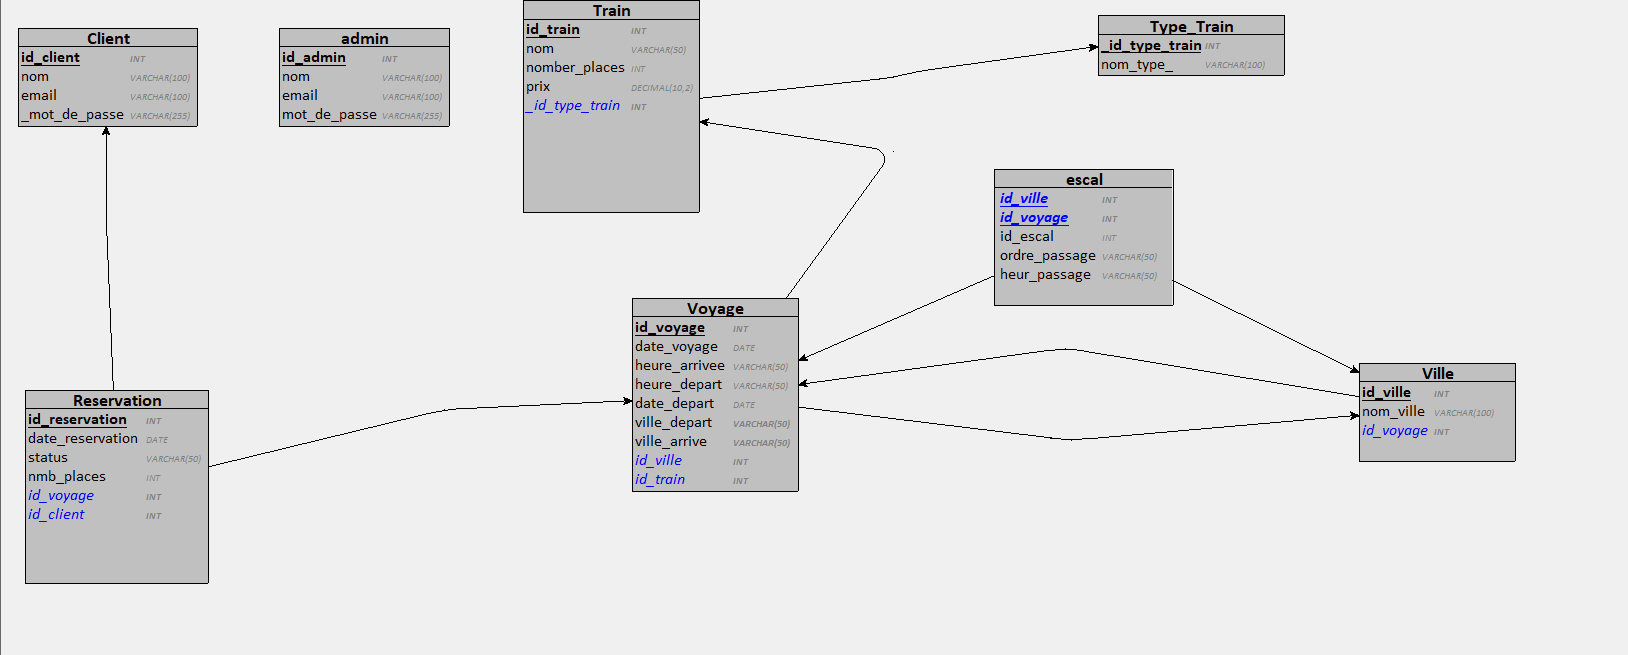 Client
id_client INT
nom VARCHAR(100)
email VARCHAR(100)
_mot_de_passe VARCHAR(255)
admin
id_admin INT
nom VARCHAR(100)
email VARCHAR(100)
mot_de_passe VARCHAR(255)
Train
id_train INT
nom VARCHAR(50)
nomber_places INT
prix DECIMAL(10,2)
_id_type_train INT
Type_Train
_id_type_train INT
nom_type_ VARCHAR(100)
escal
id_ville INT
id_voyage INT
id_escal INT
ordre_passage VARCHAR(50)
heur_passage VARCHAR(50)
Voyage
id_voyage INT
date_voyage DATE
heure_arrivee VARCHAR(50)
heure_depart VARCHAR(50)
date_depart DATE
ville_depart VARCHAR(50)
ville_arrive VARCHAR(50)
id_ville INT
id_train INT
Ville
id_ville INT
nom_ville VARCHAR(100)
id_voyage INT
Reservation
id_reservation INT
date_reservation DATE
status VARCHAR(50)
nmb_places INT
id_voyage INT
id_client INT